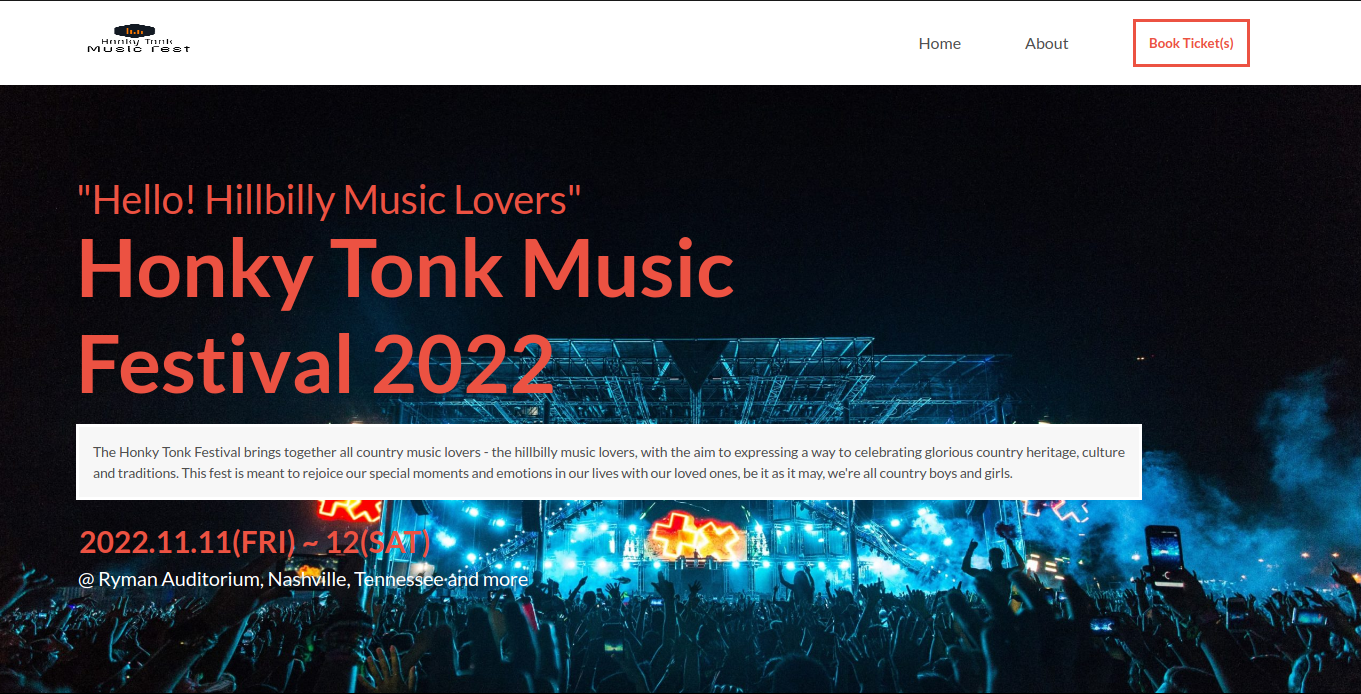 Honky Tonk
Music Fest
Home
About
Book Ticket(s)
"Hello! Hillbilly Music Lovers"
Honky Tonk Music
Festival 2022
The Honky Tonk Festival brings together all country music lovers - the hillbilly music lovers, with the aim to expressing a way to celebrating glorious country heritage, culture
and traditions. This fest is meant to rejoice our special moments and emotions in our lives with our loved ones, be it as it may, we're all country boys and girls.
2022.11.11(FRI) ~ 12(SAT)
@ Ryman Auditorium, Nashville, Tennessee and more